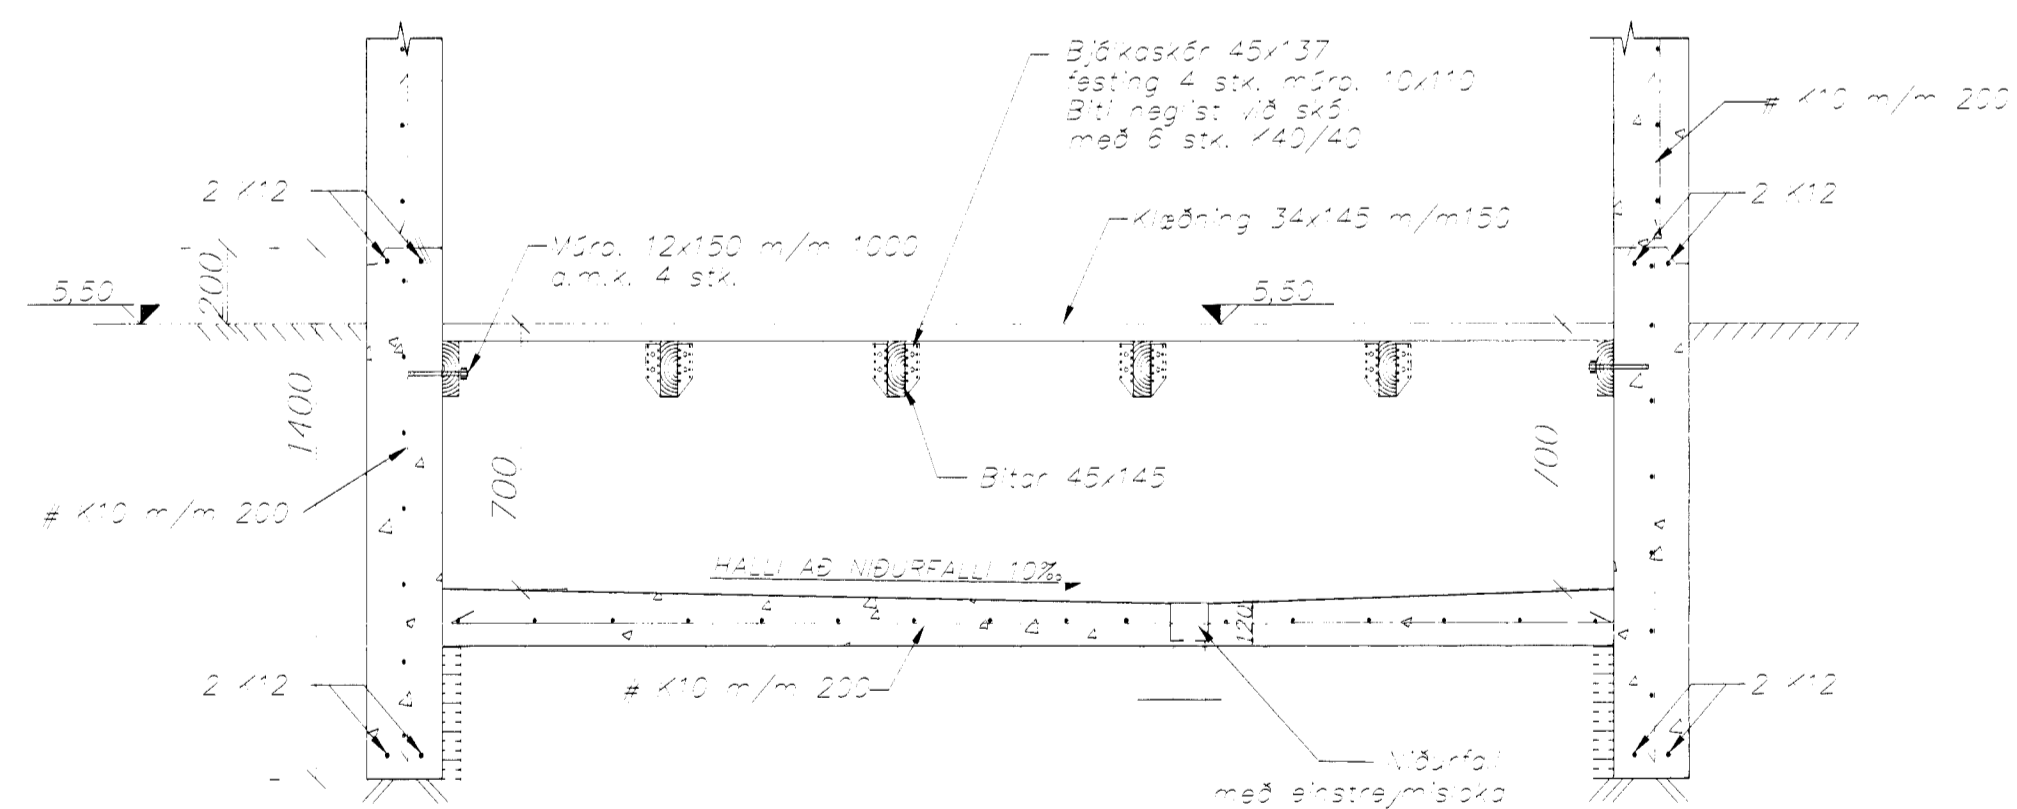 Bjálkaskór 45x137
festing 4 stk. múrb. 10x110
Biti neglist við skó
með 6 stk. K40/40
# K10 m/m 200
2 K12
2 K12
Klæðning 34x145 m/m150
Múrb. 12x150 m/m 1000
a.m.k. 4 stk.
200
5,50
5,50
1400
700
700
Bitar 45x145
# K10 m/m 200
HALLI AÐ NIÐURFALLI 10‰
120
2 K12
# K10 m/m 200
2 K12
Niðurfall
með einstreymisloka